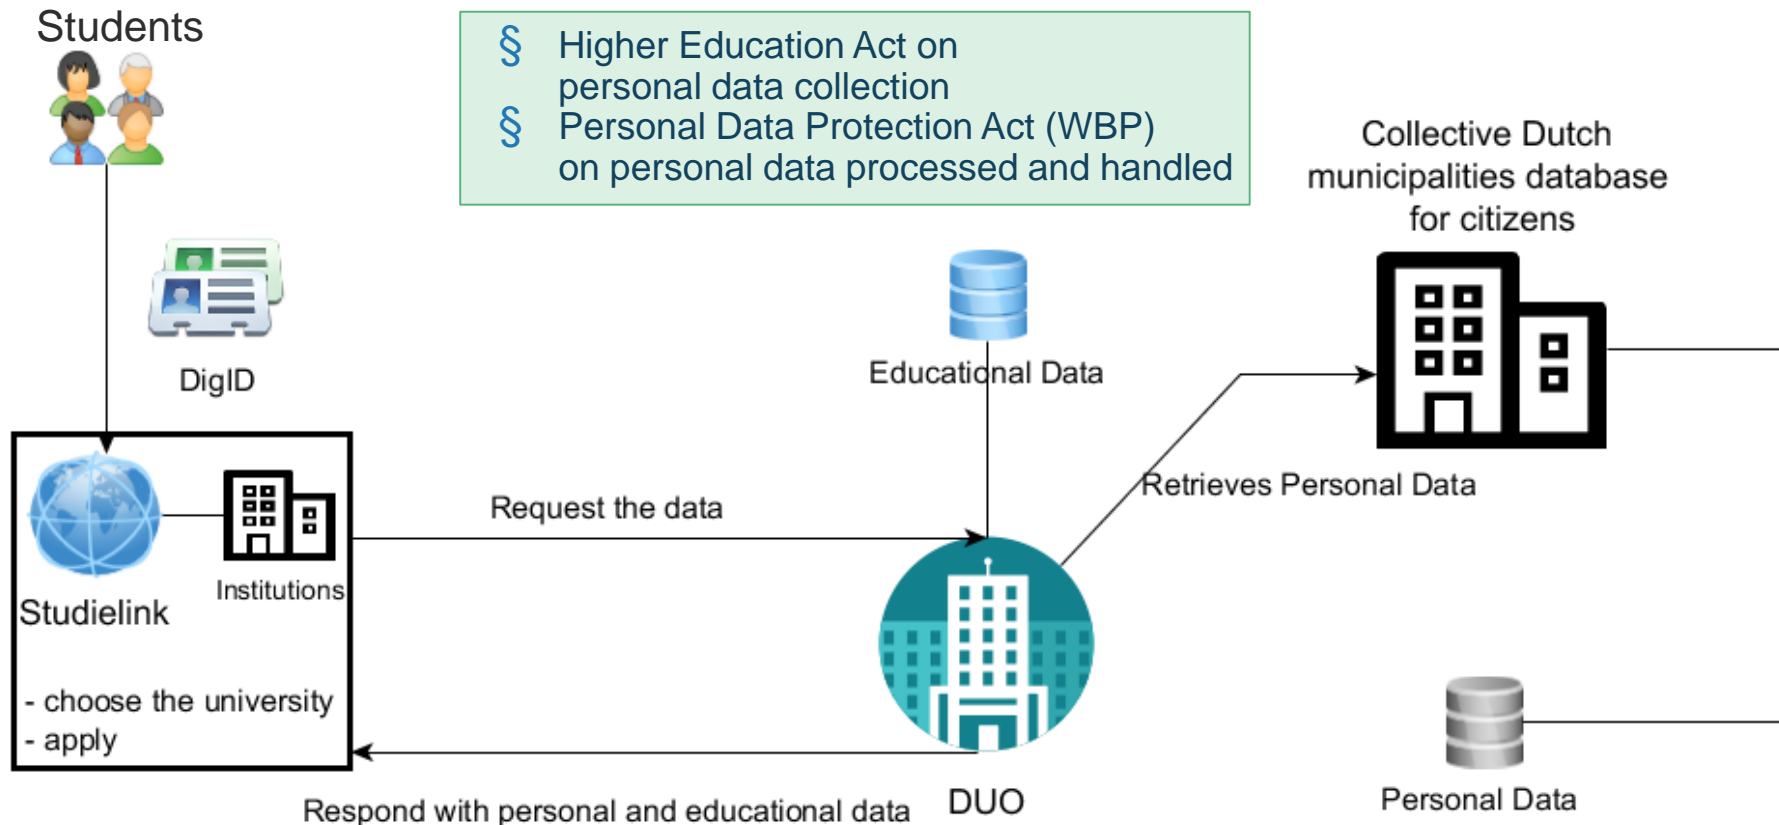 Students
§ Higher Education Act on
personal data collection
§ Personal Data Protection Act (WBP)
on personal data processed and handled
Collective Dutch
municipalities database
for citizens
DigID
Educational Data
Retrieves Personal Data
Request the data
Institutions
Studielink
- choose the university
- apply
Respond with personal and educational data
DUO
Personal Data